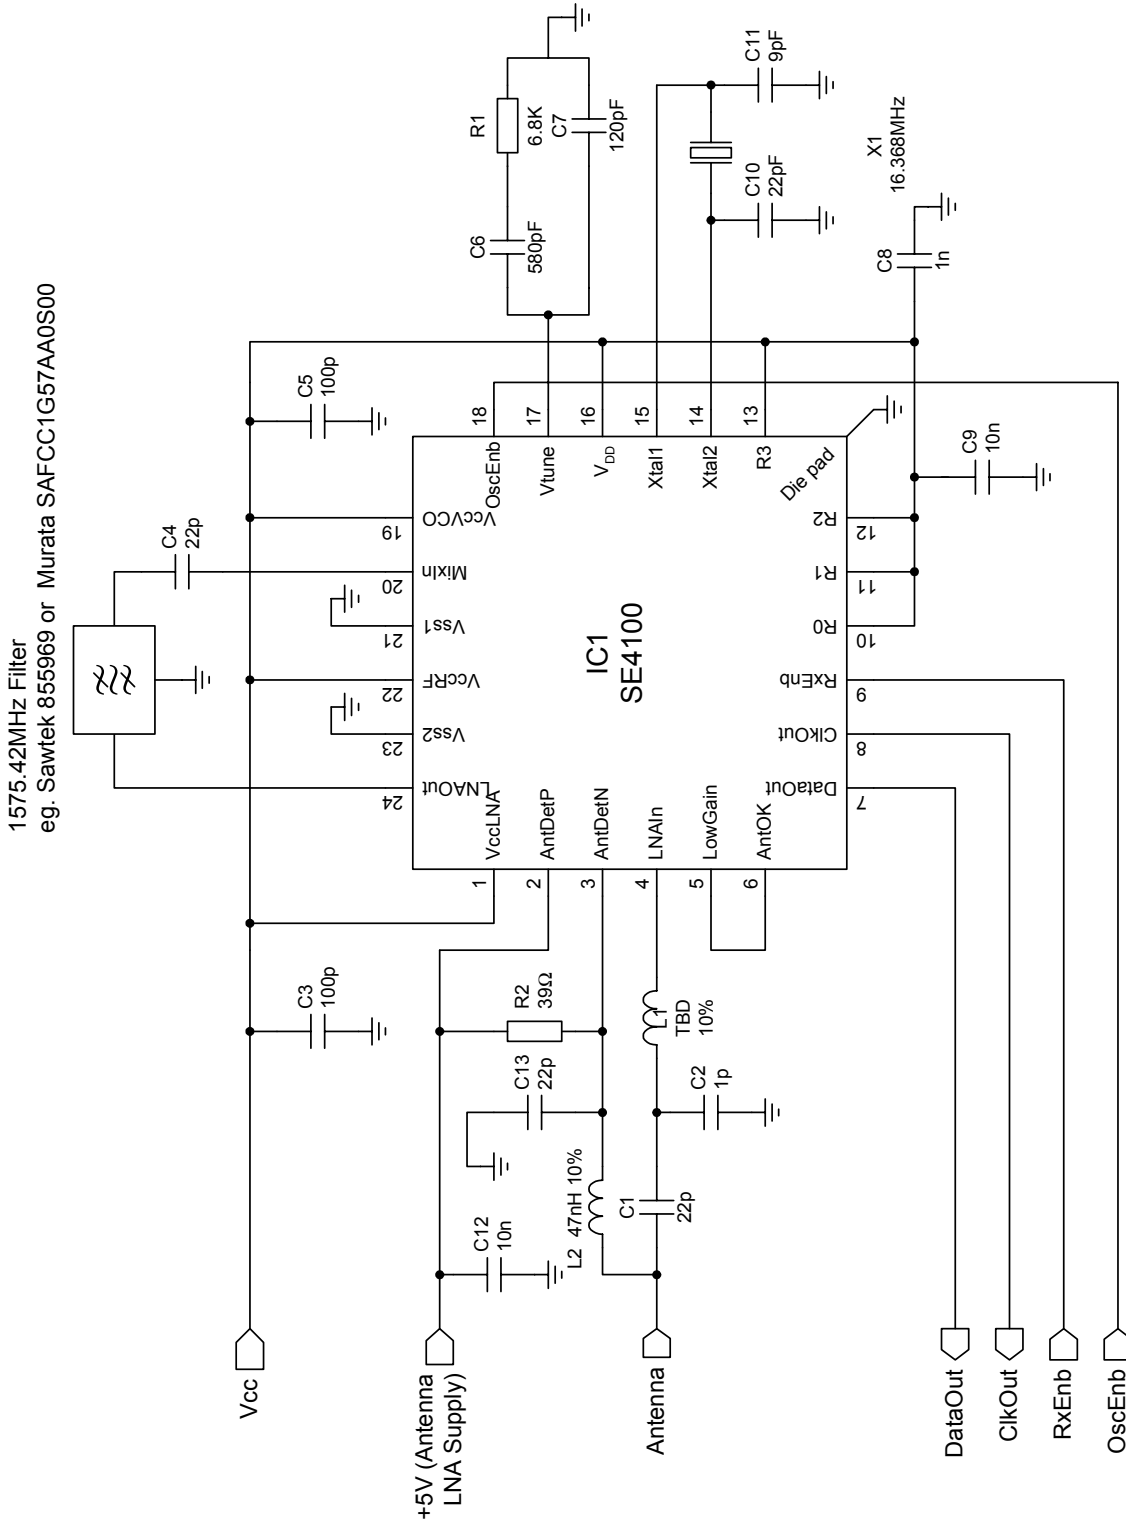 1575.42MHz Filter
eg. Sawtek 855969 or Murata SAFCC1G57AA0S00
C4
22p
C5
100p
C3
100p
R1
6.8K
C6
580pF
C7
120pF
C11
9pF
C10
22pF
X1
16.368MHz
C8
1n
C9
10n
IC1
SE4100
24
23
22
21
20
19
LNAOut
Vss2
VccRF
Vss1
MixIn
VccVCO
18
OscEnb
17
Vtune
16
VDD
15
Xtal1
14
Xtal2
13
R3
Die pad
1
VccLNA
2
AntDetP
3
AntDetN
4
LNAIn
5
LowGain
6
AntOK
DataOut
ClkOut
RxEnb
R0
R1
R2
7
8
9
10
11
12
R2
39Ω
C13
22p
C12
10n
L2 47nH 10%
C1
22p
C2
1p
L1
TBD
10%
Vcc
+5V (Antenna
LNA Supply)
Antenna
DataOut
ClkOut
RxEnb
OscEnb